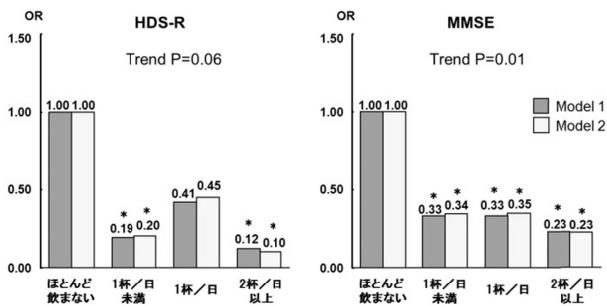 OR
HDS-R
1.50
Trend P=0.06
1.00
1.00 1.00
0.50
0.41 0.45
* *
0.19 0.20
* *
0.12 0.10
0.00
ほとんど
飲まない
1杯/日
未満
1杯/日
2杯/日
以上
OR
MMSE
1.50
Trend P=0.01
Model 1
Model 2
1.00
1.00 1.00
0.50
* *
0.33 0.34
* *
0.33 0.35
* *
0.23 0.23
0.00
ほとんど
飲まない
1杯/日
未満
1杯/日
2杯/日
以上